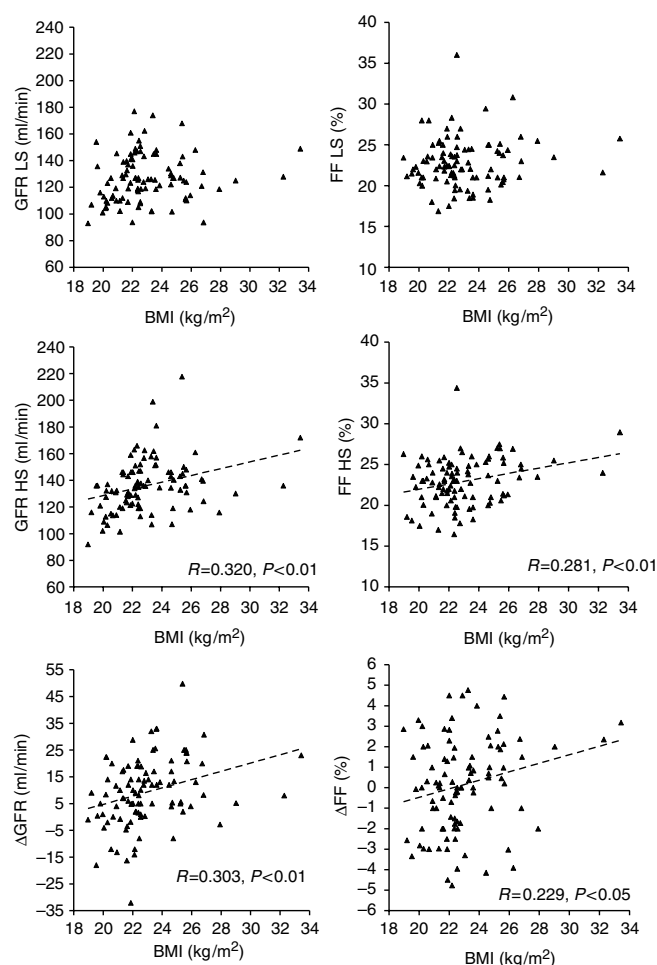 240
220
200
180
160
140
120
100
80
60
GFR LS (ml/min)
18 20 22 24 26 28 30 32 34
BMI (kg/m²)
40
35
30
25
20
15
10
FF LS (%)
18 20 22 24 26 28 30 32 34
BMI (kg/m²)
240
220
200
180
160
140
120
100
80
60
GFR HS (ml/min)
R=0.320, P<0.01
18 20 22 24 26 28 30 32 34
BMI (kg/m²)
40
35
30
25
20
15
10
FF HS (%)
R=0.281, P<0.01
18 20 22 24 26 28 30 32 34
BMI (kg/m²)
55
45
35
25
15
5
−5
−15
−25
−35
ΔGFR (ml/min)
R=0.303, P<0.01
18 20 22 24 26 28 30 32 34
BMI (kg/m²)
6
5
4
3
2
1
0
−1
−2
−3
−4
−5
−6
ΔFF (%)
R=0.229, P<0.05
18 20 22 24 26 28 30 32 34
BMI (kg/m²)